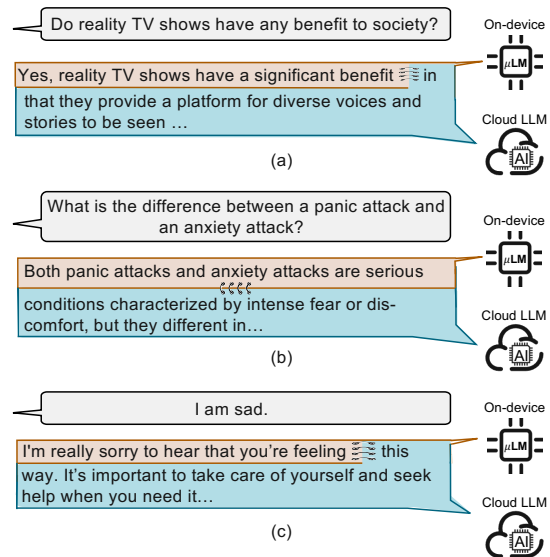 Do reality TV shows have any benefit to society?
On-device
μLM
Yes, reality TV shows have a significant benefit in
that they provide a platform for diverse voices and
stories to be seen ...
Cloud LLM
AI
(a)
What is the difference between a panic attack and
an anxiety attack?
On-device
μLM
Both panic attacks and anxiety attacks are serious
conditions characterized by intense fear or dis-
comfort, but they different in...
Cloud LLM
AI
(b)
I am sad.
On-device
μLM
I'm really sorry to hear that you're feeling this
way. It's important to take care of yourself and seek
help when you need it...
Cloud LLM
AI
(c)